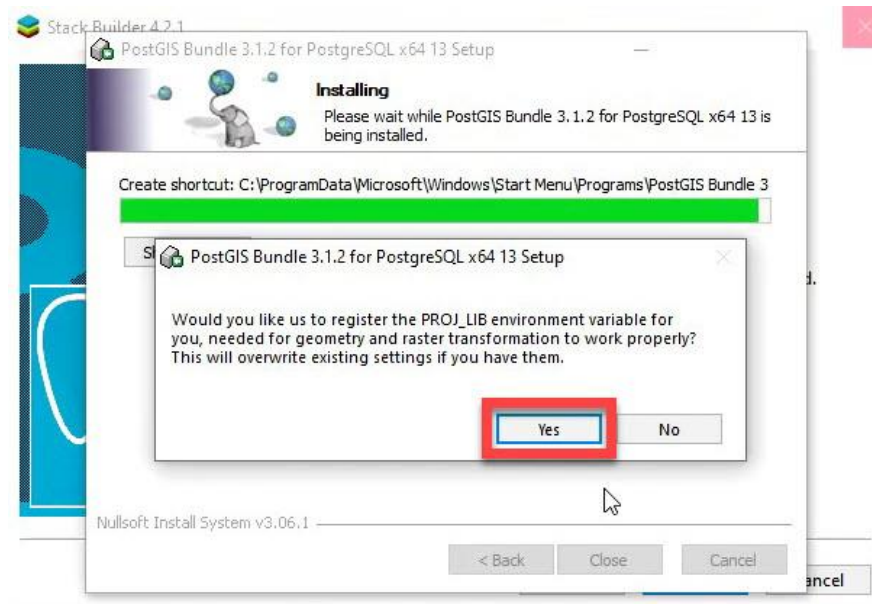 Stack Builder 4.2.1
PostGIS Bundle 3.1.2 for PostgreSQL x64 13 Setup
Installing
Please wait while PostGIS Bundle 3.1.2 for PostgreSQL x64 13 is
being installed.
Create shortcut: C:\ProgramData\Microsoft\Windows\Start Menu\Programs\PostGIS Bundle 3
PostGIS Bundle 3.1.2 for PostgreSQL x64 13 Setup
Would you like us to register the PROJ_LIB environment variable for
you, needed for geometry and raster transformation to work properly?
This will overwrite existing settings if you have them.
Yes No
Nullsoft Install System v3.06.1
< Back Close Cancel